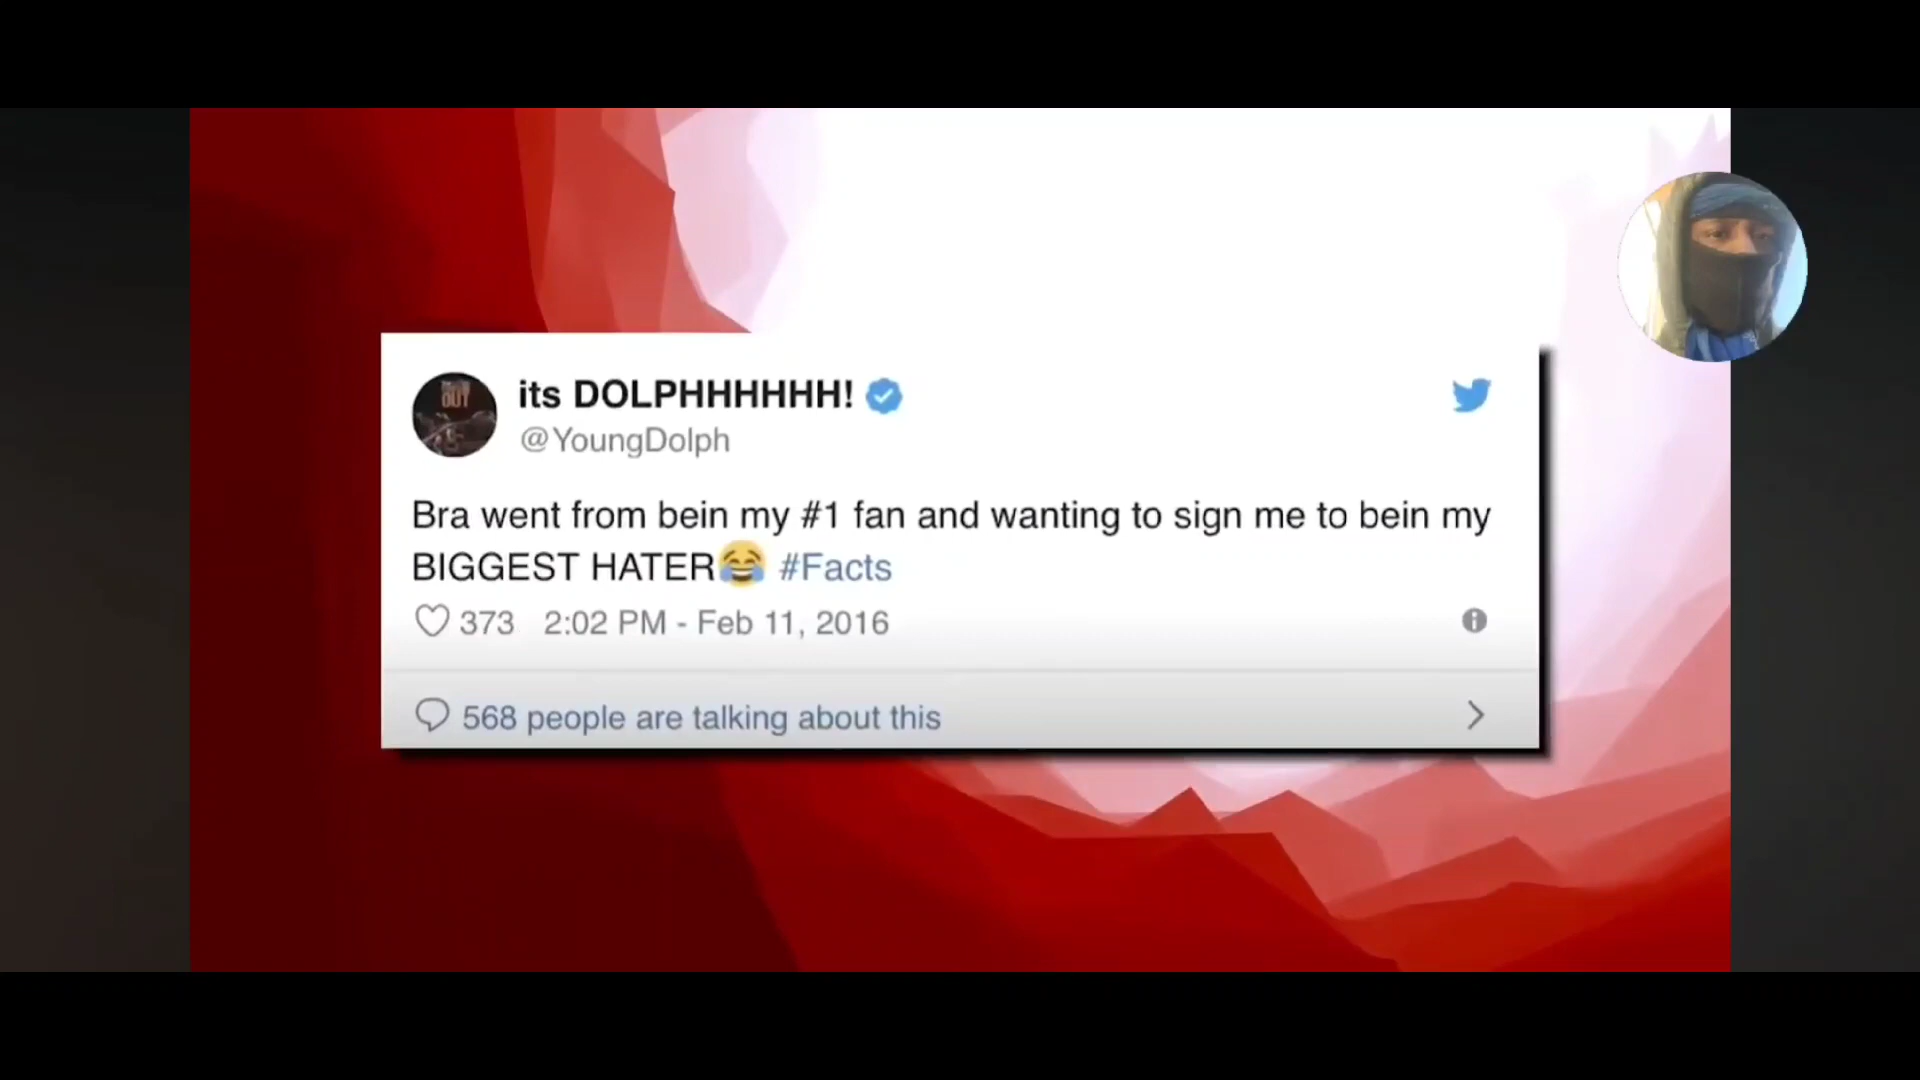 its DOLPHHHHHH!
@YoungDolph
Bra went from bein my #1 fan and wanting to sign me to bein my
BIGGEST HATER😂 #Facts
373 2:02 PM - Feb 11, 2016
568 people are talking about this
OUT